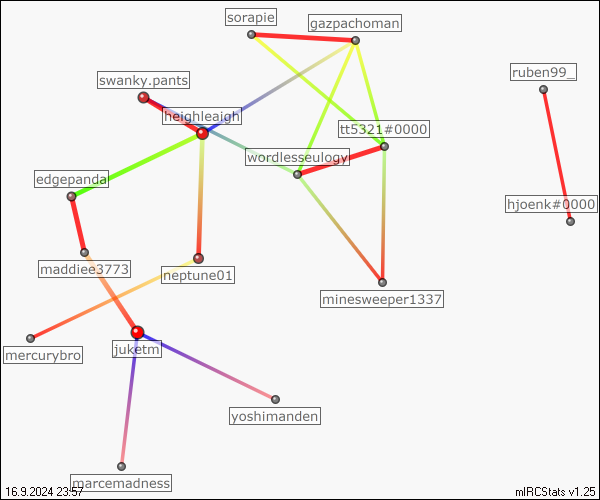 sorapie
gazpachoman
swanky.pants
ruben99_
heighleaigh
tt5321#0000
wordlesseulogy
edgepanda
hjoenk#0000
maddiee3773
neptune01
minesweeper1337
mercurybro
juketm
yoshimanden
marcemadness
16.9.2024 23:57
mIRCStats v1.25